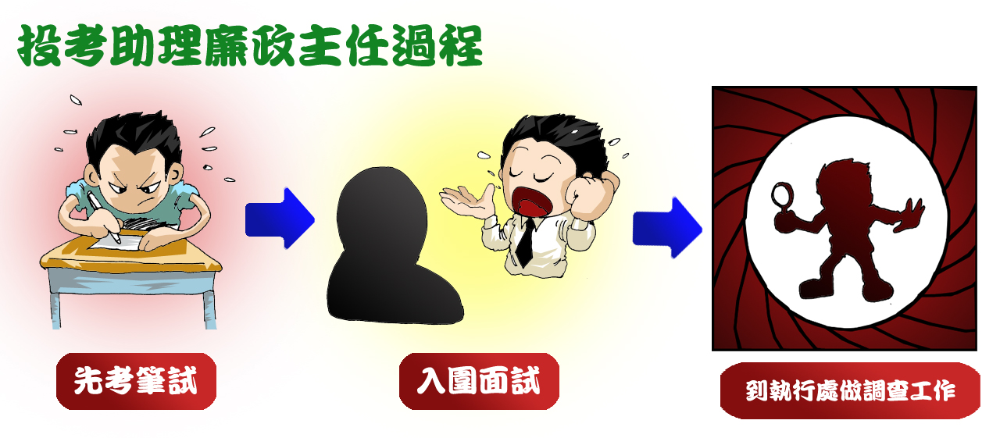 投考助理廉政主任過程
先考筆試
入圍面試
到執行處做調查工作